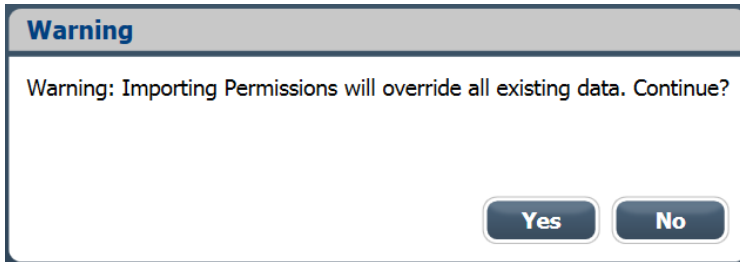 Warning
Warning: Importing Permissions will override all existing data. Continue?
Yes No